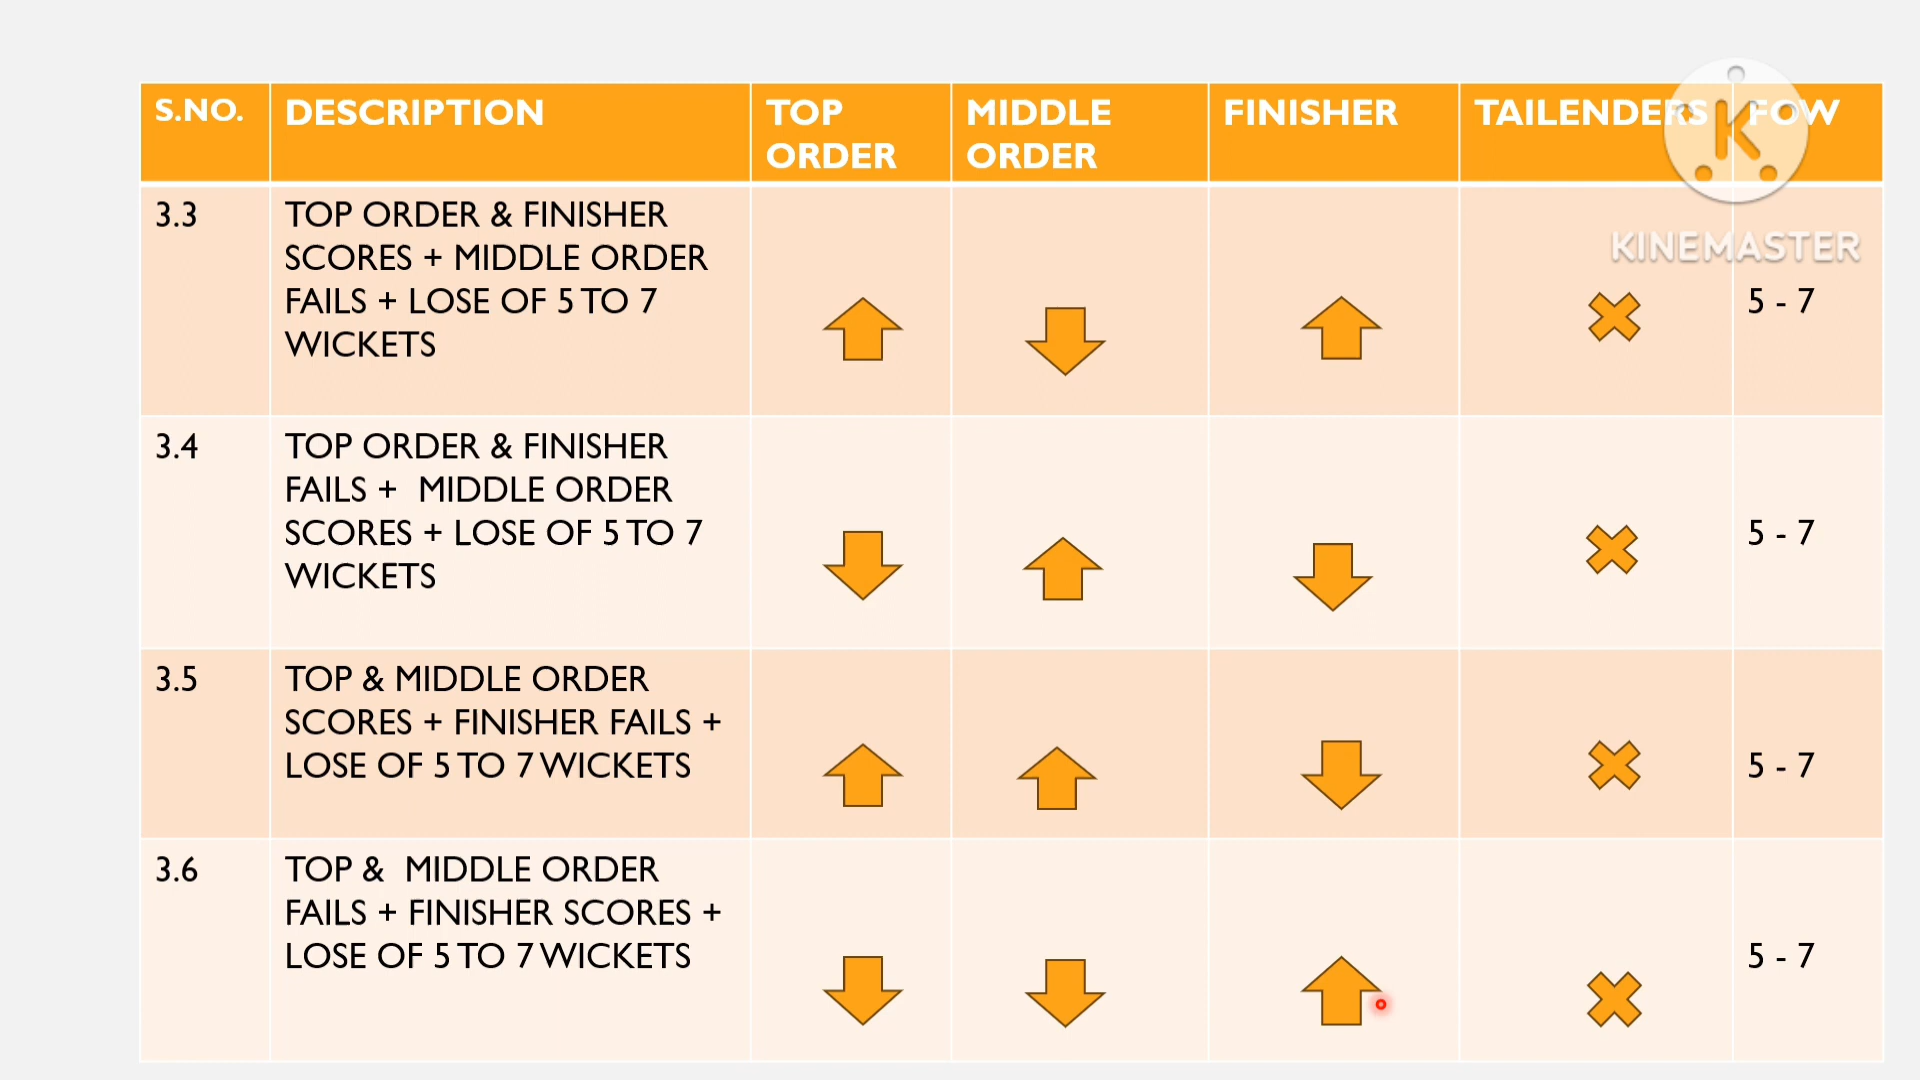 S.NO.
DESCRIPTION
TOP
ORDER
MIDDLE
ORDER
FINISHER
TAILENDERS
FOW
K
KINEMASTER
3.3
TOP ORDER & FINISHER
SCORES + MIDDLE ORDER
FAILS + LOSE OF 5 TO 7
WICKETS
5 - 7
3.4
TOP ORDER & FINISHER
FAILS + MIDDLE ORDER
SCORES + LOSE OF 5 TO 7
WICKETS
5 - 7
3.5
TOP & MIDDLE ORDER
SCORES + FINISHER FAILS +
LOSE OF 5 TO 7 WICKETS
5 - 7
3.6
TOP & MIDDLE ORDER
FAILS + FINISHER SCORES +
LOSE OF 5 TO 7 WICKETS
5 - 7